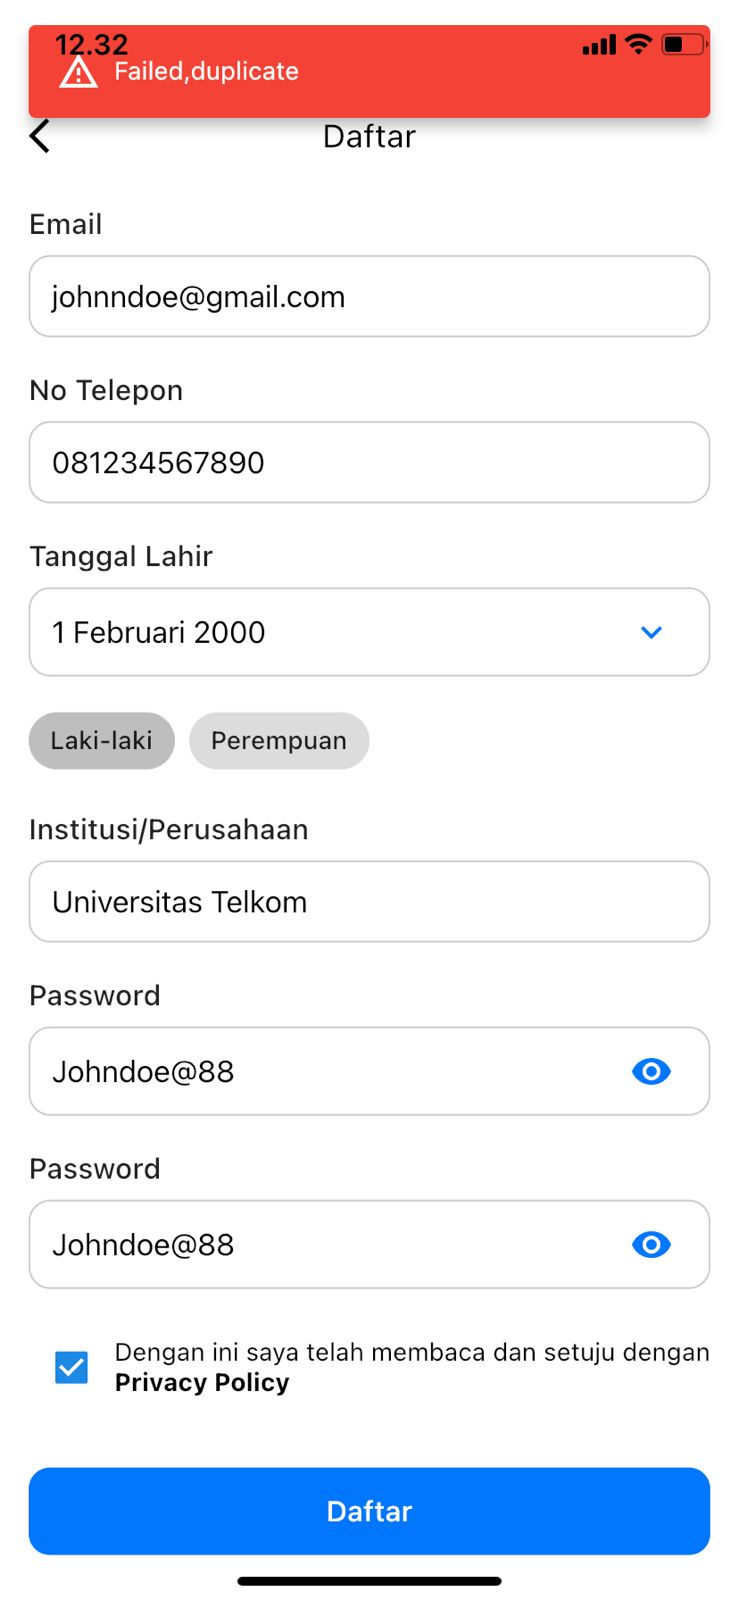 12.32
Failed,duplicate
Daftar
Email
johnndoe@gmail.com
No Telepon
081234567890
Tanggal Lahir
1 Februari 2000
Laki-laki Perempuan
Institusi/Perusahaan
Universitas Telkom
Password
Johndoe@88
Password
Johndoe@88
Dengan ini saya telah membaca dan setuju dengan
Privacy Policy
Daftar